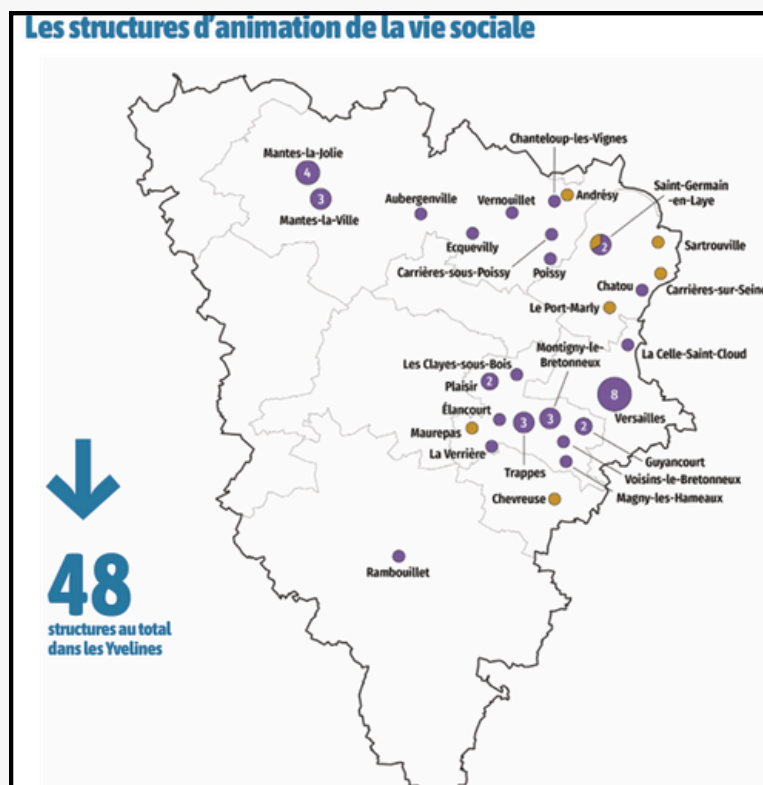 Les structures d'animation de la vie sociale
Chanteloup-les-Vignes
Mantes-la-Jolie
4
3
Mantes-la-Ville
Aubergenville
Vernouillet
Andrésy
Saint-Germain
-en-Laye
2
Ecquevilly
Carrières-sous-Poissy
Poissy
Sartrouville
Chatou
Carrières-sur-Seine
Le Port-Marly
Montigny-le-
Bretonneux
La Celle-Saint-Cloud
Les Clayes-sous-Bois
Plaisir
2
8
Versailles
Élancourt
Maurepas
3
3
2
La Verrière
Trappes
Guyancourt
Voisins-le-Bretonneux
Magny-les-Hameaux
Chevreuse
Rambouillet
48
structures au total
dans les Yvelines